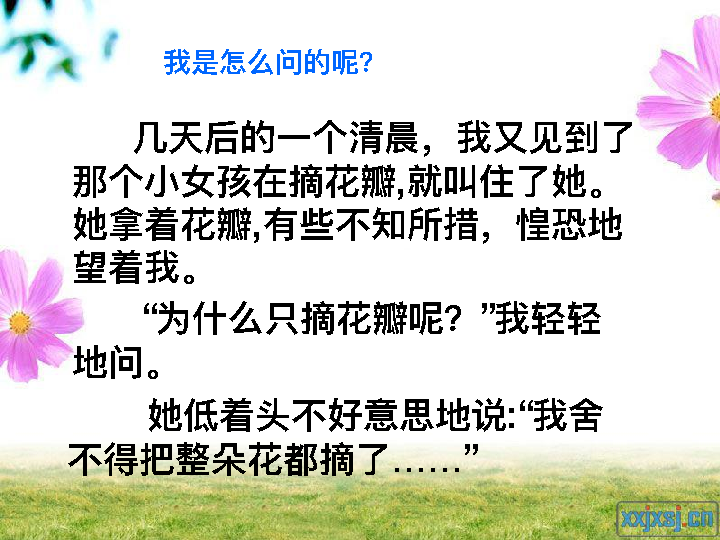 我是怎么问的呢?
几天后的一个清晨，我又见到了
那个小女孩在摘花瓣,就叫住了她。
她拿着花瓣,有些不知所措，惶恐地
望着我。
“为什么只摘花瓣呢？”我轻轻
地问。
她低着头不好意思地说:“我舍
不得把整朵花都摘了……”
xxjxsj.cn